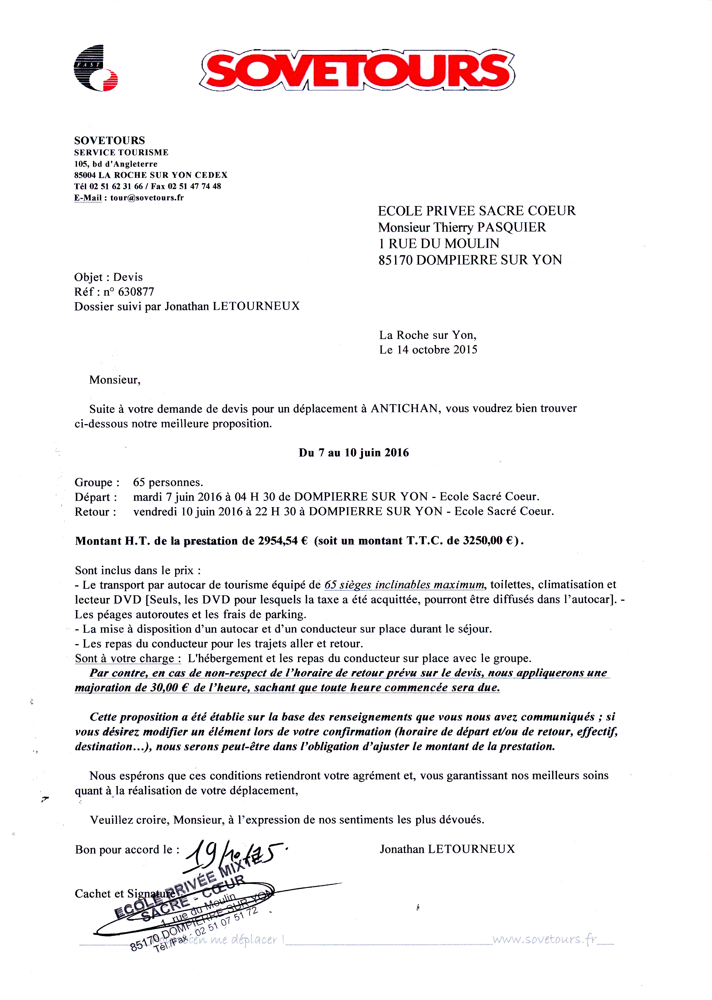 FAST
SOVETOURS
SOVETOURS
SERVICE TOURISME
105, bd d'Angleterre
85004 LA ROCHE SUR YON CEDEX
Tél 02 51 62 31 66 / Fax 02 51 47 74 48
E-Mail : tour@sovetours.fr
ECOLE PRIVEE SACRE COEUR
Monsieur Thierry PASQUIER
1 RUE DU MOULIN
85170 DOMPIERRE SUR YON
Objet : Devis
Réf : n° 630877
Dossier suivi par Jonathan LETOURNEUX
La Roche sur Yon,
Le 14 octobre 2015
Monsieur,
Suite à votre demande de devis pour un déplacement à ANTICHAN, vous voudrez bien trouver
ci-dessous notre meilleure proposition.
Du 7 au 10 juin 2016
Groupe : 65 personnes.
Départ : mardi 7 juin 2016 à 04 H 30 de DOMPIERRE SUR YON - Ecole Sacré Coeur.
Retour : vendredi 10 juin 2016 à 22 H 30 à DOMPIERRE SUR YON - Ecole Sacré Coeur.
Montant H.T. de la prestation de 2954,54 € (soit un montant T.T.C. de 3250,00 €).
Sont inclus dans le prix :
- Le transport par autocar de tourisme équipé de 65 sièges inclinables maximum, toilettes, climatisation et
lecteur DVD [Seuls, les DVD pour lesquels la taxe a été acquittée, pourront être diffusés dans l’autocar]. -
Les péages autoroutes et les frais de parking.
- La mise à disposition d’un autocar et d’un conducteur sur place durant le séjour.
- Les repas du conducteur pour les trajets aller et retour.
Sont à votre charge : L'hébergement et les repas du conducteur sur place avec le groupe.
Par contre, en cas de non-respect de l’horaire de retour prévu sur le devis, nous appliquerons une
majoration de 30,00 € de l’heure, sachant que toute heure commencée sera due.
Cette proposition a été établie sur la base des renseignements que vous nous avez communiqués ; si
vous désirez modifier un élément lors de votre confirmation (horaire de départ et/ou de retour, effectif,
destination…), nous serons peut-être dans l’obligation d’ajuster le montant de la prestation.
Nous espérons que ces conditions retiendront votre agrément et, vous garantissant nos meilleurs soins
quant à la réalisation de votre déplacement,
Veuillez croire, Monsieur, à l’expression de nos sentiments les plus dévoués.
Bon pour accord le : 19/10/15.
Jonathan LETOURNEUX
Cachet et Signature
ECOLE PRIVÉE MIXTE
SACRÉ - CŒUR
1, rue du Moulin
85170 DOMPIERRE SUR YON
Tél./Fax : 02 51 07 51 72
bien me déplacer !
www.sovetours.fr